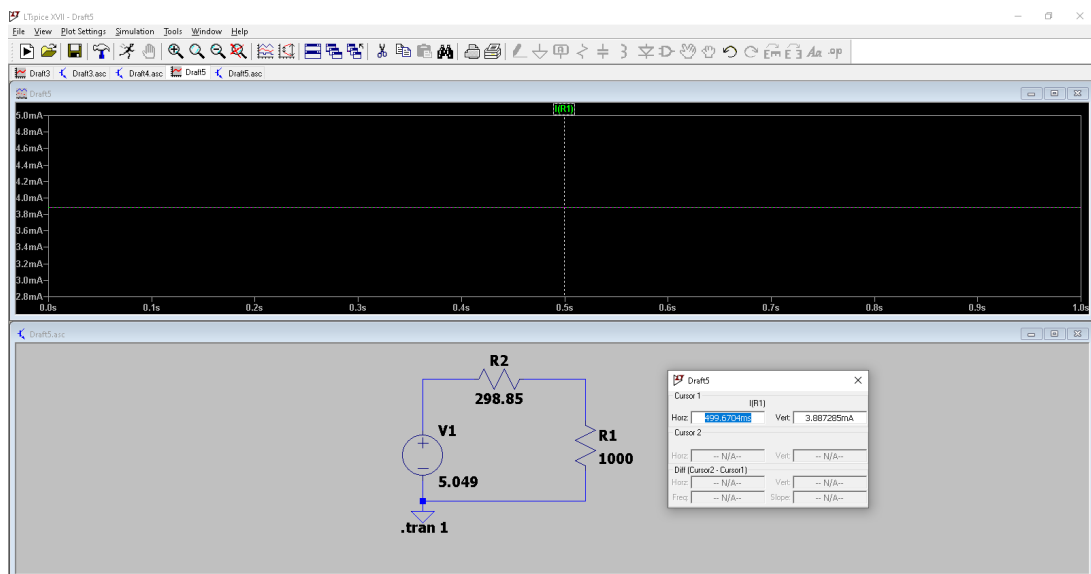 LTspice XVII - Draft5
File View Plot Settings Simulation Tools Window Help
Aa .op
Draft3 Draft3.asc Draft4.asc Draft5 Draft5.asc
Draft5
I(R1)
5.0mA
4.8mA
4.6mA
4.4mA
4.2mA
4.0mA
3.8mA
3.6mA
3.4mA
3.2mA
3.0mA
2.8mA
0.0s 0.1s 0.2s 0.3s 0.4s 0.5s 0.6s 0.7s 0.8s 0.9s 1.0s
Draft5.asc
R2
298.85
V1
5.049
R1
1000
.tran 1
Draft5
Cursor 1
I(R1)
Horz: 499.6704ms Vert: 3.887285mA
Cursor 2
Horz: -- N/A-- Vert: -- N/A--
Diff (Cursor2 - Cursor1)
Horz: -- N/A-- Vert: -- N/A--
Freq: -- N/A-- Slope: -- N/A--